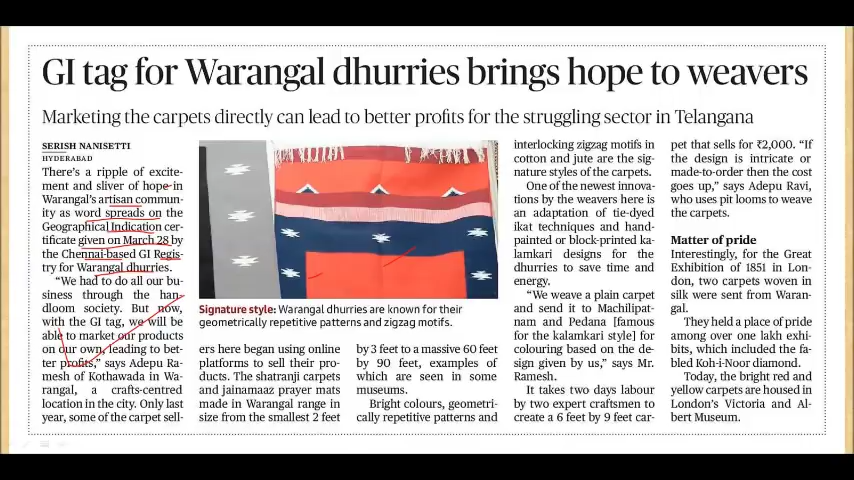 GI tag for Warangal dhurries brings hope to weavers
Marketing the carpets directly can lead to better profits for the struggling sector in Telangana
SERISH NANISETTI
HYDERABAD
There's a ripple of excite-
ment and sliver of hope in
Warangal's artisan commun-
ity as word spreads on the
Geographical Indication cer-
tificate given on March 28 by
the Chennai-based GI Regis-
try for Warangal dhurries.
"We had to do all our bu-
siness through the han-
dloom society. But now,
with the GI tag, we will be
able to market our products
on our own, leading to bet-
ter profits," says Adepu Ra-
mesh of Kothawada in Wa-
rangal, a crafts-centred
location in the city. Only last
year, some of the carpet sell-
Signature style: Warangal dhurries are known for their
geometrically repetitive patterns and zigzag motifs.
ers here began using online
platforms to sell their pro-
ducts. The shatranji carpets
and jainamaaz prayer mats
made in Warangal range in
size from the smallest 2 feet
by 3 feet to a massive 60 feet
by 90 feet, examples of
which are seen in some
museums.
Bright colours, geometri-
cally repetitive patterns and
interlocking zigzag motifs in
cotton and jute are the sig-
nature styles of the carpets.
One of the newest innova-
tions by the weavers here is
an adaptation of tie-dyed
ikat techniques and hand-
painted or block-printed ka-
lamkari designs for the
dhurries to save time and
energy.
"We weave a plain carpet
and send it to Machilipat-
nam and Pedana [famous
for the kalamkari style] for
colouring based on the de-
sign given by us," says Mr.
Ramesh.
It takes two days labour
by two expert craftsmen to
create a 6 feet by 9 feet car-
pet that sells for ₹2,000. "If
the design is intricate or
made-to-order then the cost
goes up," says Adepu Ravi,
who uses pit looms to weave
the carpets.
Matter of pride
Interestingly, for the Great
Exhibition of 1851 in Lon-
don, two carpets woven in
silk were sent from Waran-
gal.
They held a place of pride
among over one lakh exhi-
bits, which included the fa-
bled Koh-i-Noor diamond.
Today, the bright red and
yellow carpets are housed in
London's Victoria and Al-
bert Museum.